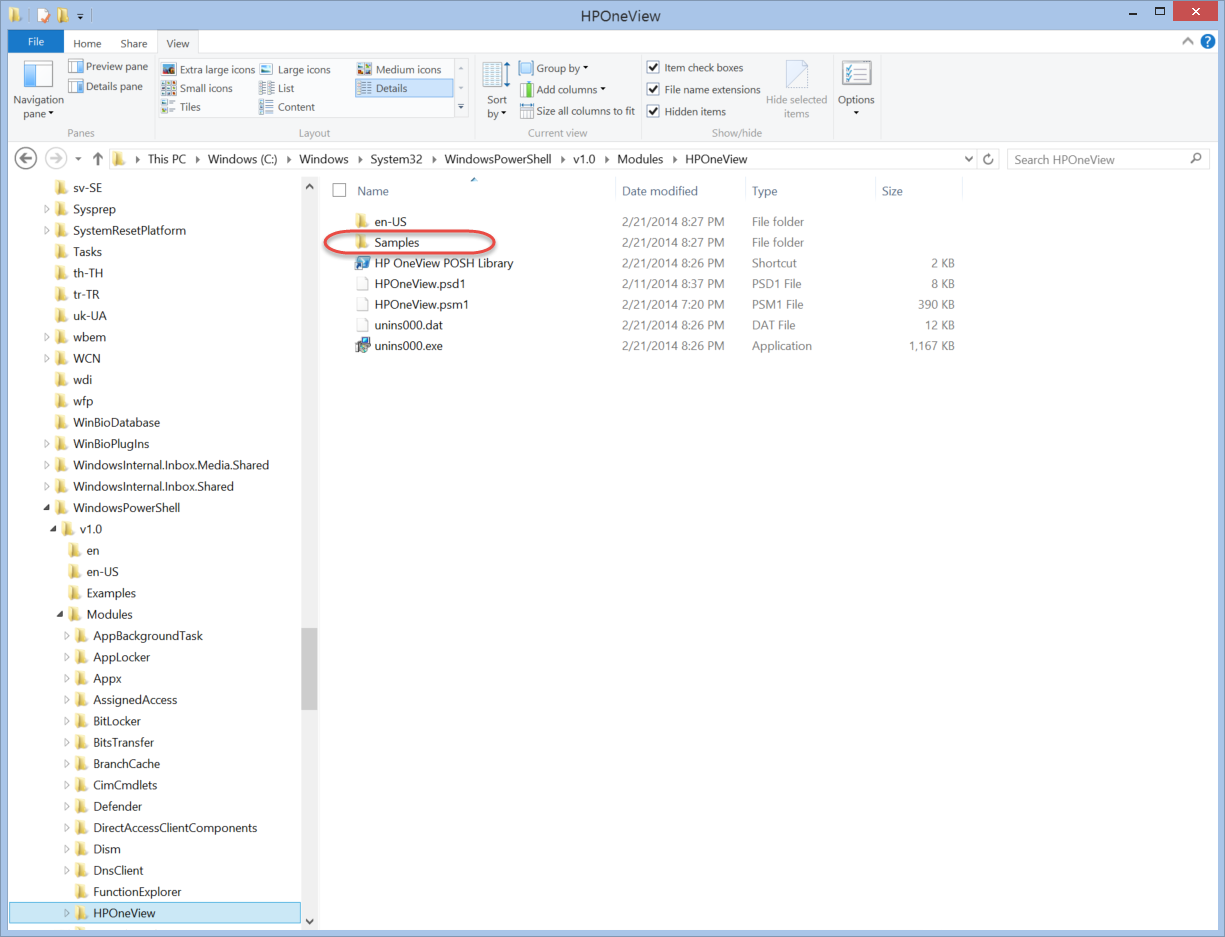 HPOneView
File Home Share View
Navigation pane
Preview pane
Details pane
Panes
Extra large icons Large icons Medium icons
Small icons List Details
Tiles Content
Layout
Sort by
Group by
Add columns
Size all columns to fit
Current view
Item check boxes
File name extensions
Hidden items
Hide selected items
Show/hide
Options
This PC Windows (C:) Windows System32 WindowsPowerShell v1.0 Modules HPOneView
Search HPOneView
sv-SE
Sysprep
SystemResetPlatform
Tasks
th-TH
tr-TR
uk-UA
wbem
WCN
wdi
wfp
WinBioDatabase
WinBioPlugIns
WindowsInternal.Inbox.Media.Shared
WindowsInternal.Inbox.Shared
WindowsPowerShell
v1.0
en
en-US
Examples
Modules
AppBackgroundTask
AppLocker
Appx
AssignedAccess
BitLocker
BitsTransfer
BranchCache
CimCmdlets
Defender
DirectAccessClientComponents
Dism
DnsClient
FunctionExplorer
HPOneView
Name Date modified Type Size
en-US 2/21/2014 8:27 PM File folder
Samples 2/21/2014 8:27 PM File folder
HP OneView POSH Library 2/21/2014 8:26 PM Shortcut 2 KB
HPOneView.psd1 2/11/2014 8:37 PM PSD1 File 8 KB
HPOneView.psm1 2/21/2014 7:20 PM PSM1 File 390 KB
unins000.dat 2/21/2014 8:26 PM DAT File 12 KB
unins000.exe 2/21/2014 8:26 PM Application 1,167 KB